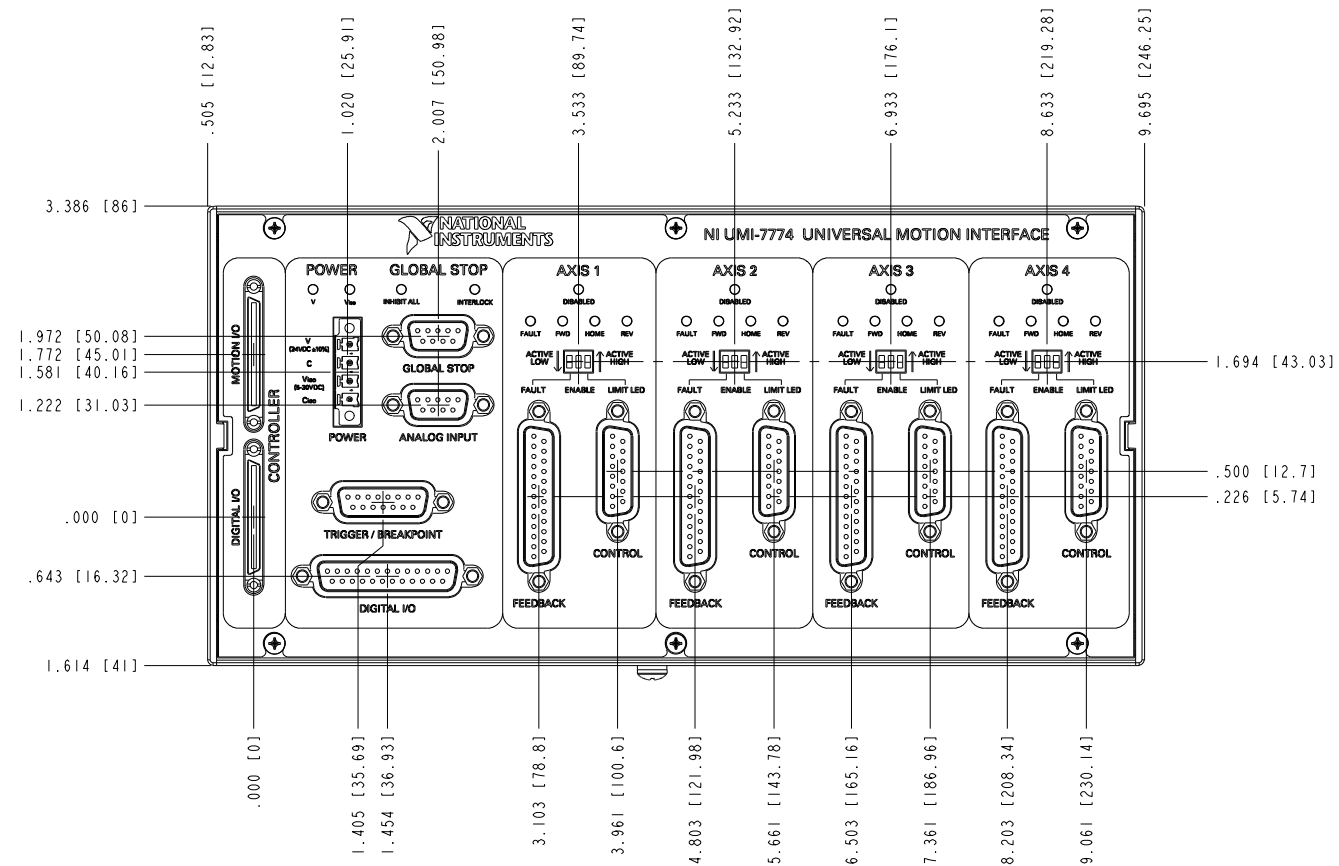 .505 [12.83]
1.020 [25.91]
2.007 [50.98]
3.533 [89.74]
5.233 [132.92]
6.933 [176.1]
8.633 [219.28]
9.695 [246.25]
3.386 [86]
NATIONAL
INSTRUMENTS
NI UMI-7774 UNIVERSAL MOTION INTERFACE
POWER
GLOBAL STOP
AXIS 1
AXIS 2
AXIS 3
AXIS 4
V
Viso
INHIBIT ALL
INTERLOCK
DISABLED
DISABLED
DISABLED
DISABLED
FAULT FWD HOME REV
FAULT FWD HOME REV
FAULT FWD HOME REV
FAULT FWD HOME REV
1.972 [50.08]
1.772 [45.01]
1.581 [40.16]
1.222 [31.03]
MOTION I/O
V
(24VDC ±10%)
C
Viso
(5-30VDC)
Ciso
POWER
GLOBAL STOP
ANALOG INPUT
ACTIVE
LOW
ACTIVE
HIGH
ACTIVE
LOW
ACTIVE
HIGH
ACTIVE
LOW
ACTIVE
HIGH
ACTIVE
LOW
ACTIVE
HIGH
1.694 [43.03]
FAULT ENABLE LIMIT LED
FAULT ENABLE LIMIT LED
FAULT ENABLE LIMIT LED
FAULT ENABLE LIMIT LED
CONTROLLER
.500 [12.7]
.226 [5.74]
.000 [0]
DIGITAL I/O
TRIGGER / BREAKPOINT
CONTROL
CONTROL
CONTROL
CONTROL
.643 [16.32]
DIGITAL I/O
FEEDBACK
FEEDBACK
FEEDBACK
FEEDBACK
1.614 [41]
.000 [0]
1.405 [35.69]
1.454 [36.93]
3.103 [78.8]
3.961 [100.6]
4.803 [121.98]
5.661 [143.78]
6.503 [165.16]
7.361 [186.96]
8.203 [208.34]
9.061 [230.14]